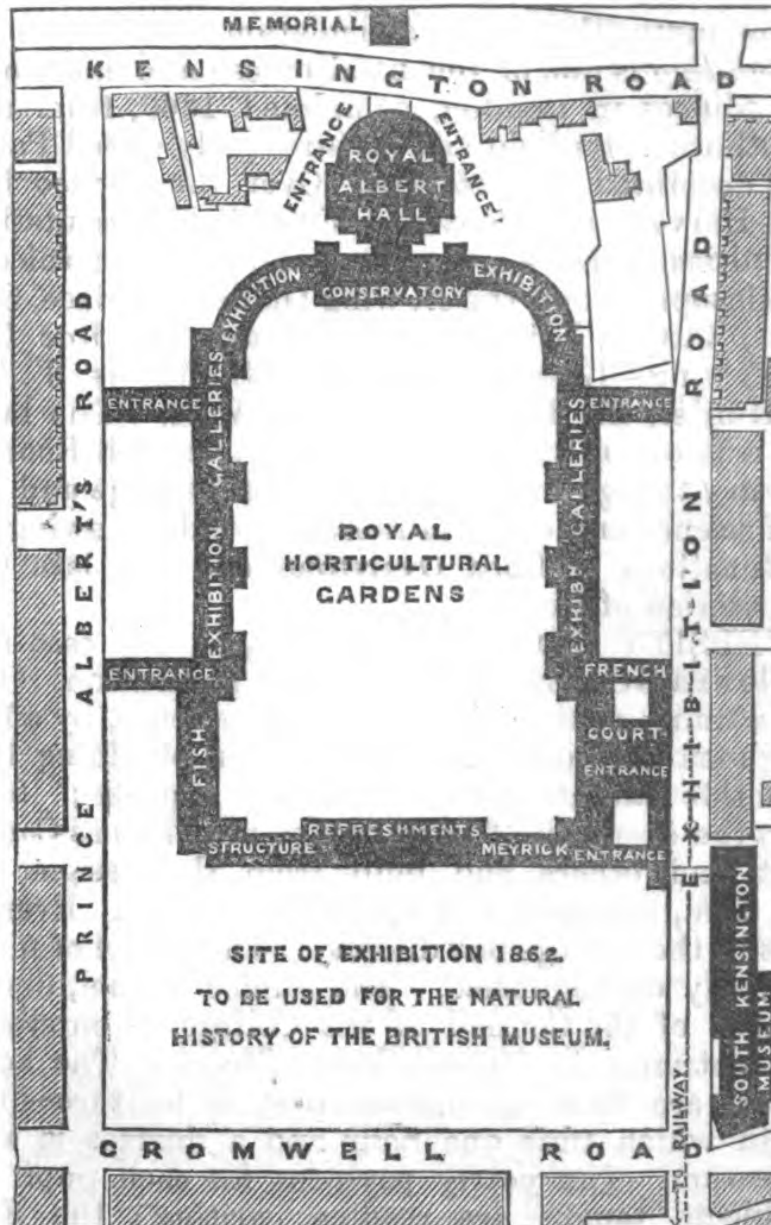 MEMORIAL
KENSINGTON ROAD
ENTRANCE
ENTRANCE
ROYAL
ALBERT
HALL
EXHIBITION
CONSERVATORY
EXHIBITION
PRINCE ALBERT'S ROAD
EXHIBITION ROAD
ENTRANCE
EXHIBITION GALLERIES
EXHIBN GALLERIES
ENTRANCE
ROYAL
HORTICULTURAL
GARDENS
ENTRANCE
FRENCH
COURT
ENTRANCE
FISH
STRUCTURE
REFRESHMENTS
MEYRICK
ENTRANCE
SITE OF EXHIBITION 1862.
TO BE USED FOR THE NATURAL
HISTORY OF THE BRITISH MUSEUM.
SOUTH KENSINGTON
MUSEUM
CROMWELL ROAD
TO RAILWAY